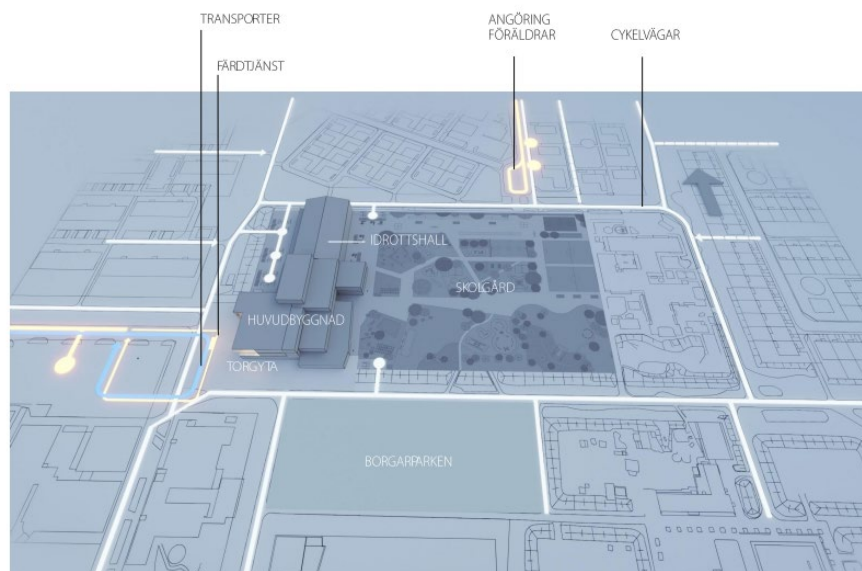 TRANSPORTER
ANGÖRING
FÖRÄLDRAR
CYKELVÄGAR
FÄRDTJÄNST
IDROTTSHALL
SKOLGÅRD
HUVUDBYGGNAD
TORGYTA
BORGARPARKEN